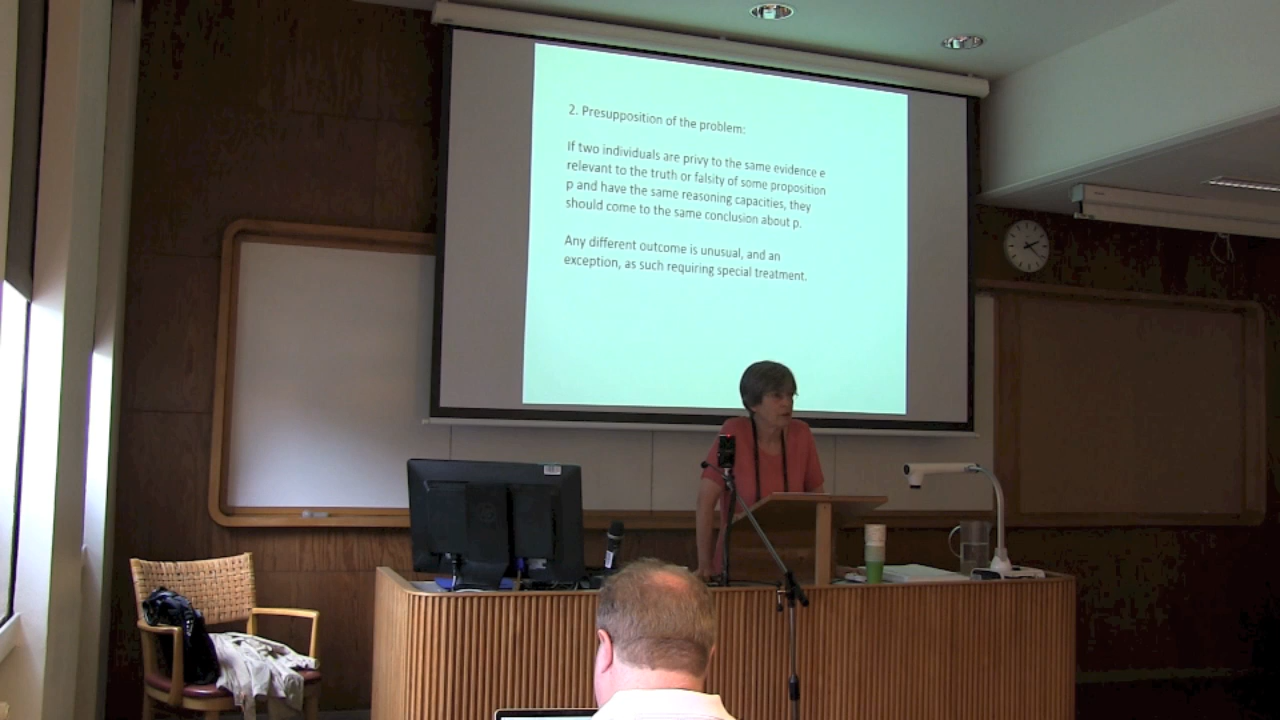 2. Presupposition of the problem:
If two individuals are privy to the same evidence e
relevant to the truth or falsity of some proposition
p and have the same reasoning capacities, they
should come to the same conclusion about p.
Any different outcome is unusual, and an
exception, as such requiring special treatment.